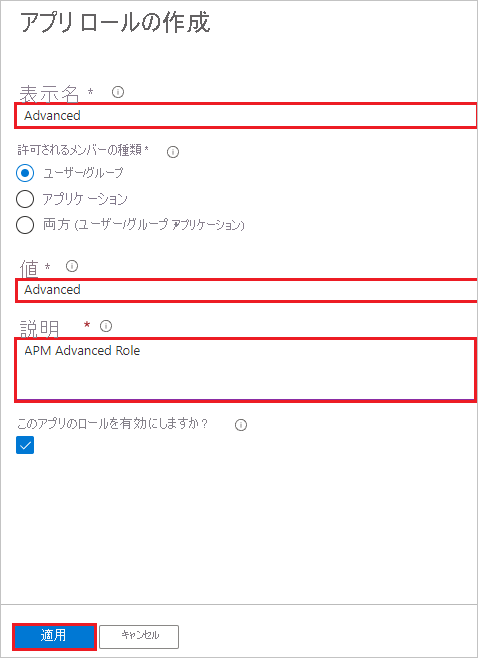 アプリ ロールの作成
表示名 *
Advanced
許可されるメンバーの種類 *
ユーザー/グループ
アプリケーション
両方 (ユーザー/グループ アプリケーション)
値 *
Advanced
説明 *
APM Advanced Role
このアプリのロールを有効にしますか？
適用 キャンセル